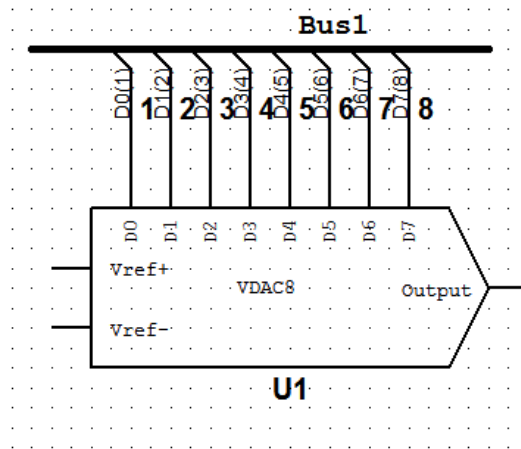 Bus1
D0(1) 1 D1(2) 2 D2(3) 3 D3(4) 4 D4(5) 5 D5(6) 6 D6(7) 7 D7(8) 8
D0 D1 D2 D3 D4 D5 D6 D7
Vref+
VDAC8 Output
Vref-
U1